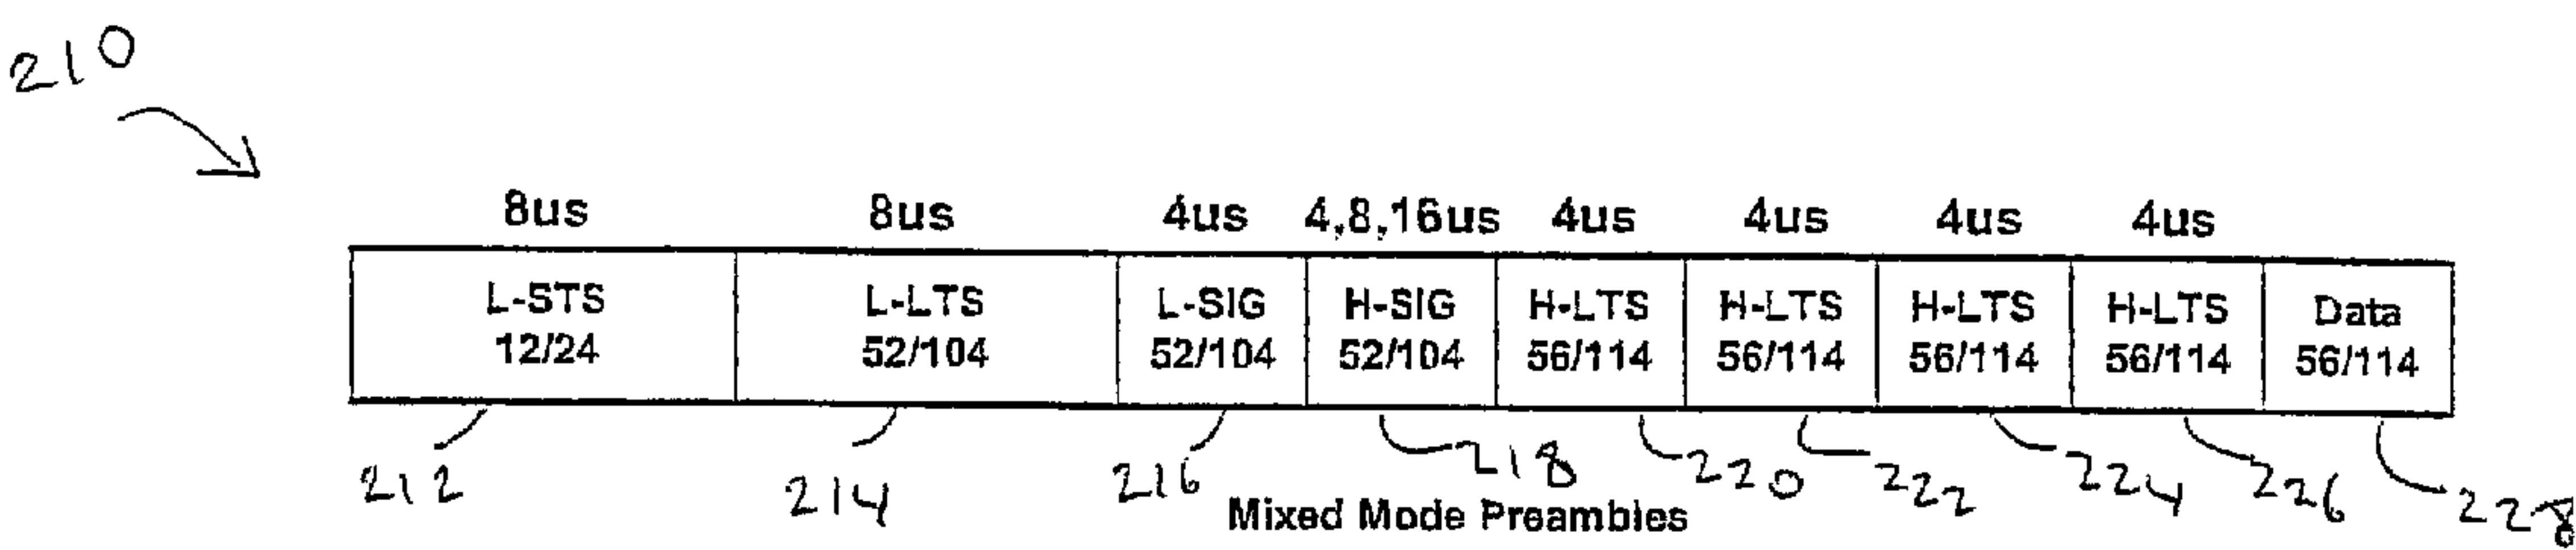 210
8us 8us 4us 4,8,16us 4us 4us 4us 4us
L-STS L-LTS L-SIG H-SIG H-LTS H-LTS H-LTS H-LTS Data
12/24 52/104 52/104 52/104 56/114 56/114 56/114 56/114 56/114
212 214 216 218 220 222 224 226 228
Mixed Mode Preambles